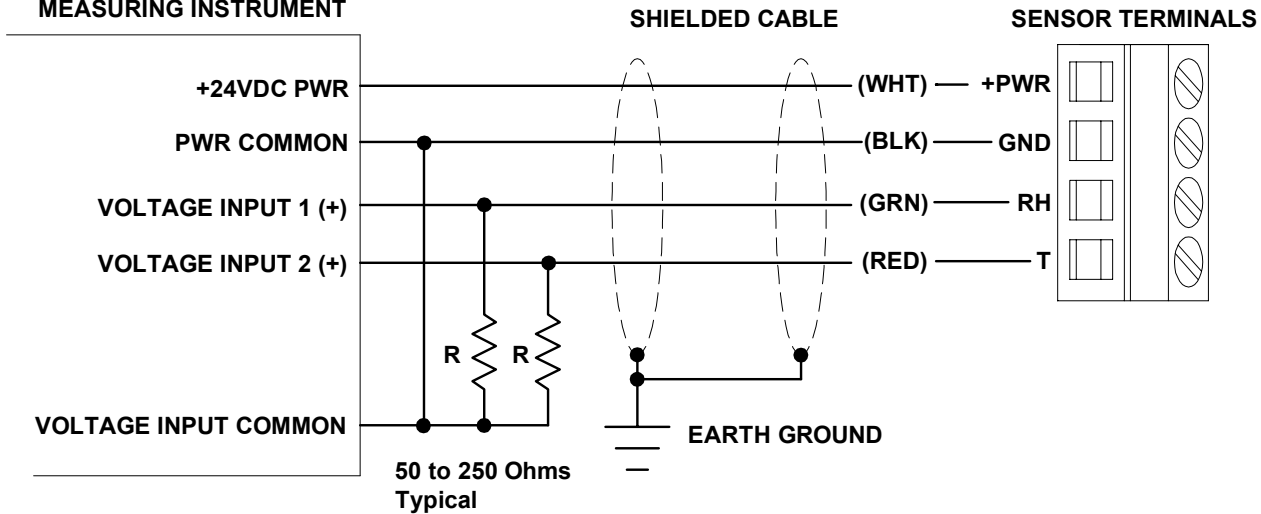 MEASURING INSTRUMENT
SHIELDED CABLE
SENSOR TERMINALS
+24VDC PWR
(WHT)
+PWR
PWR COMMON
(BLK)
GND
VOLTAGE INPUT 1 (+)
(GRN)
RH
VOLTAGE INPUT 2 (+)
(RED)
T
R
R
VOLTAGE INPUT COMMON
EARTH GROUND
50 to 250 Ohms
Typical